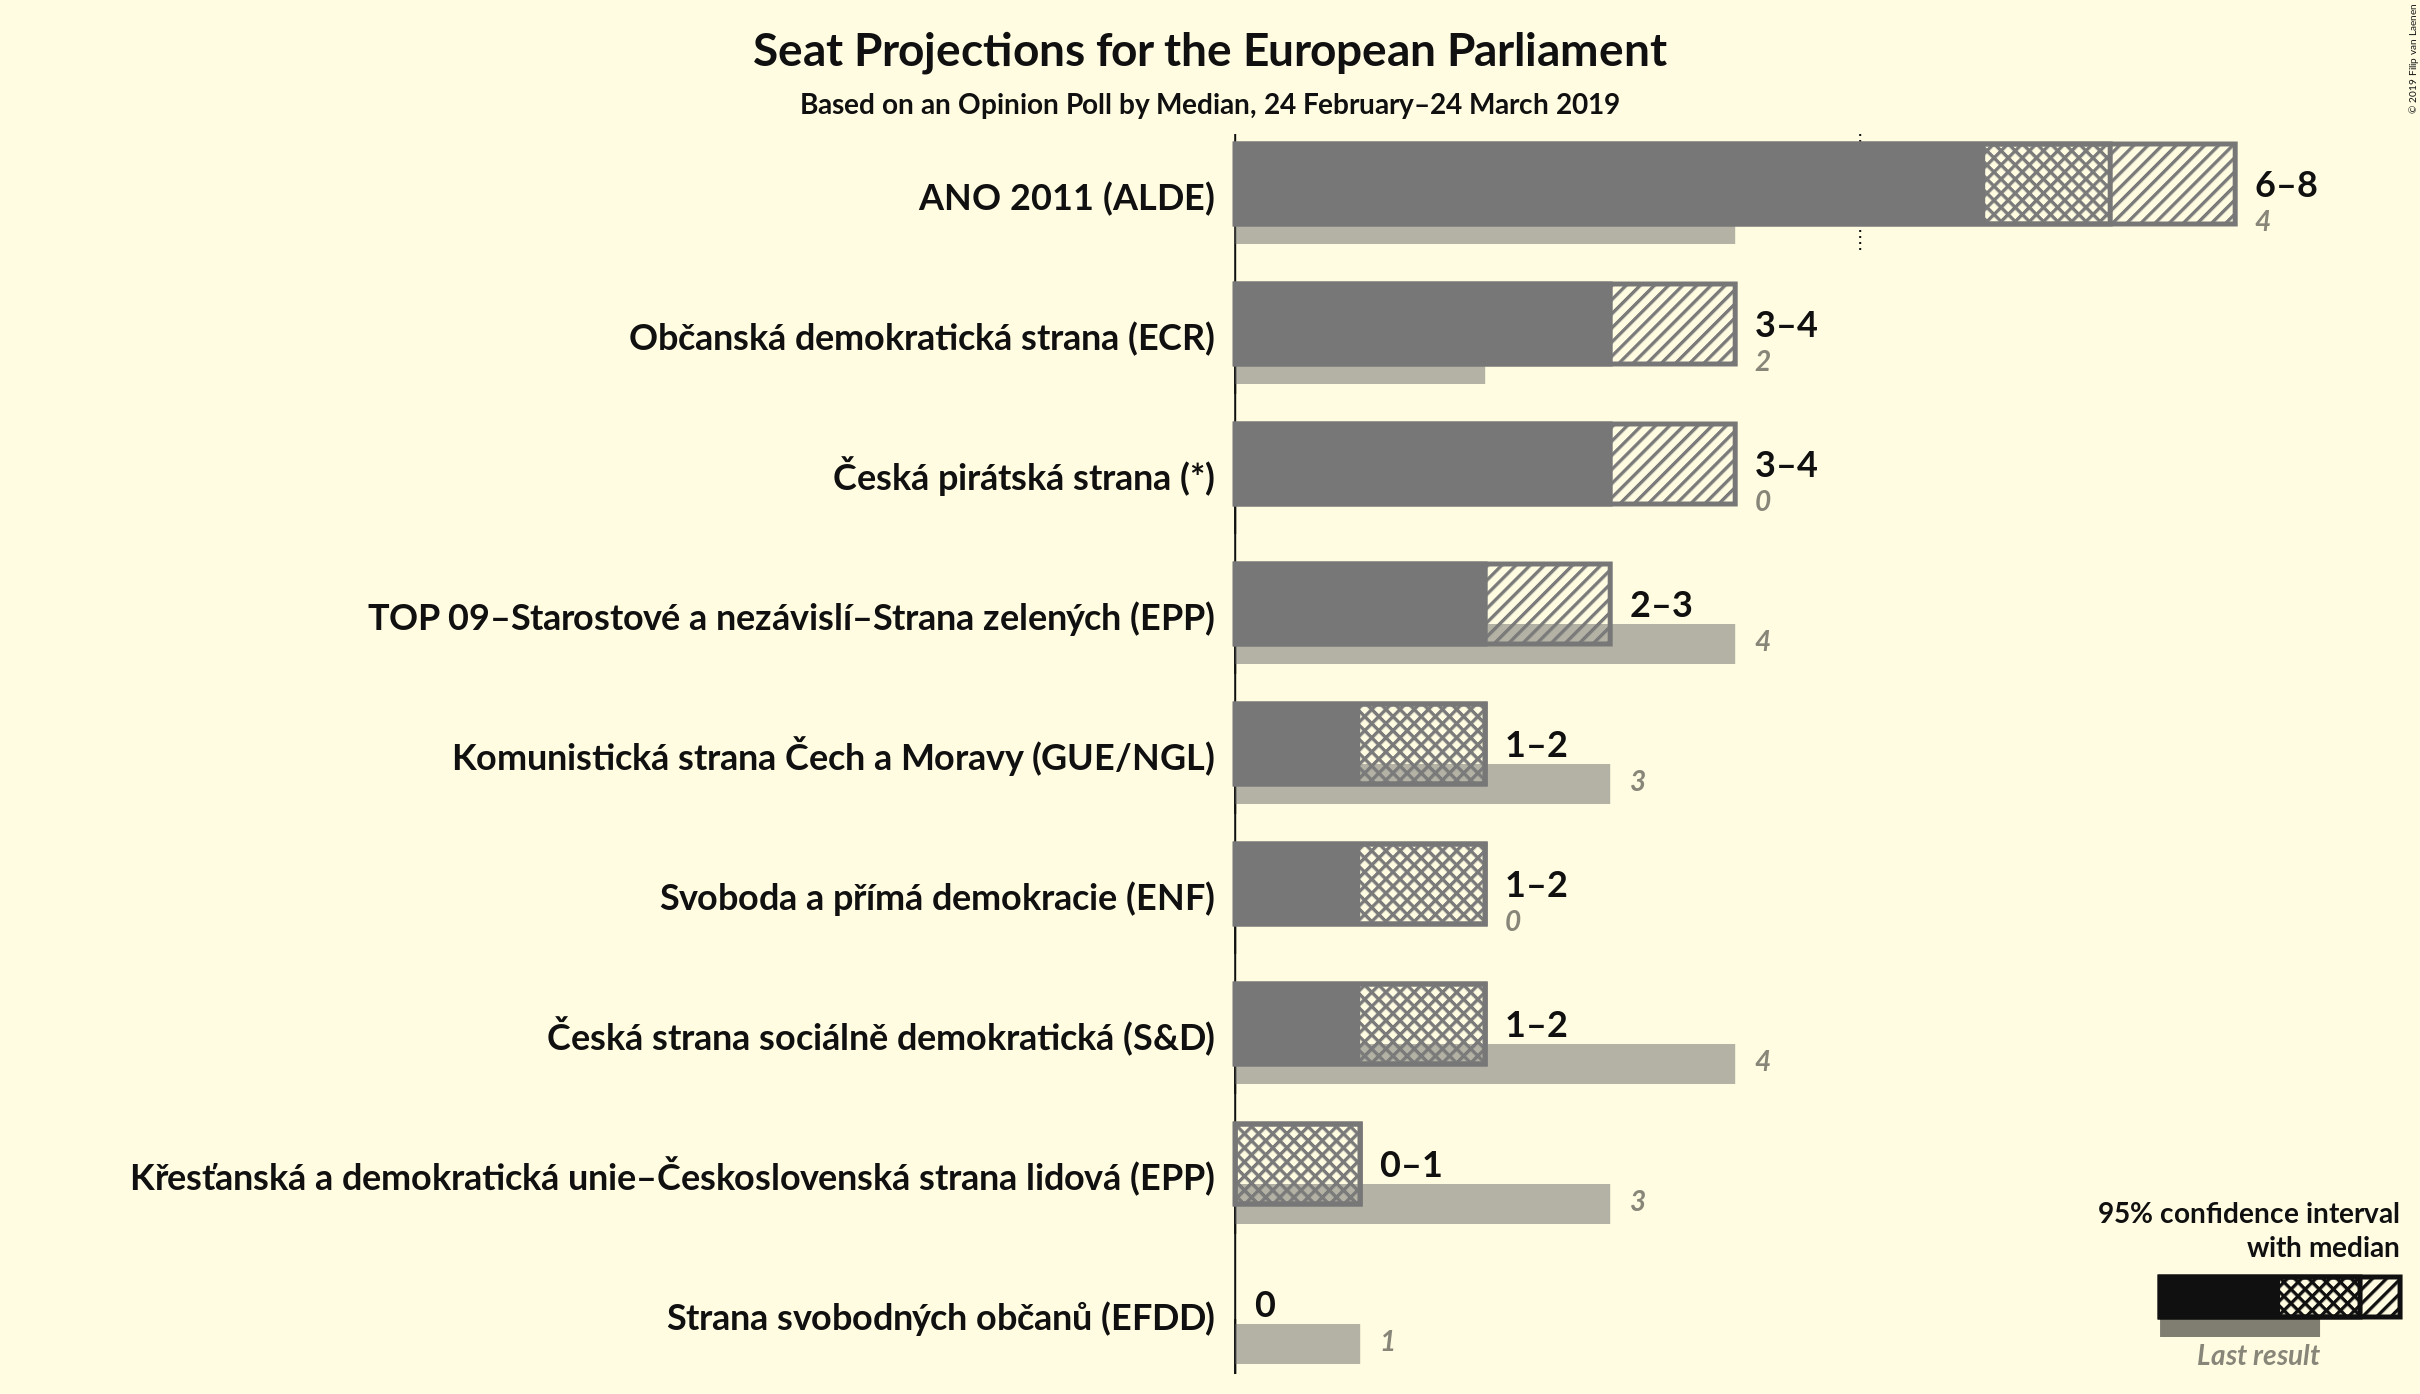 Seat Projections for the European Parliament
Based on an Opinion Poll by Median, 24 February–24 March 2019
© 2019 Filip van Laenen
ANO 2011 (ALDE)
6–8
4
Občanská demokratická strana (ECR)
3–4
2
Česká pirátská strana (*)
3–4
0
TOP 09–Starostové a nezávislí–Strana zelených (EPP)
2–3
4
Komunistická strana Čech a Moravy (GUE/NGL)
1–2
3
Svoboda a přímá demokracie (ENF)
1–2
0
Česká strana sociálně demokratická (S&D)
1–2
4
Křesťanská a demokratická unie–Československá strana lidová (EPP)
0–1
3
Strana svobodných občanů (EFDD)
0
1
95% confidence interval
with median
Last result